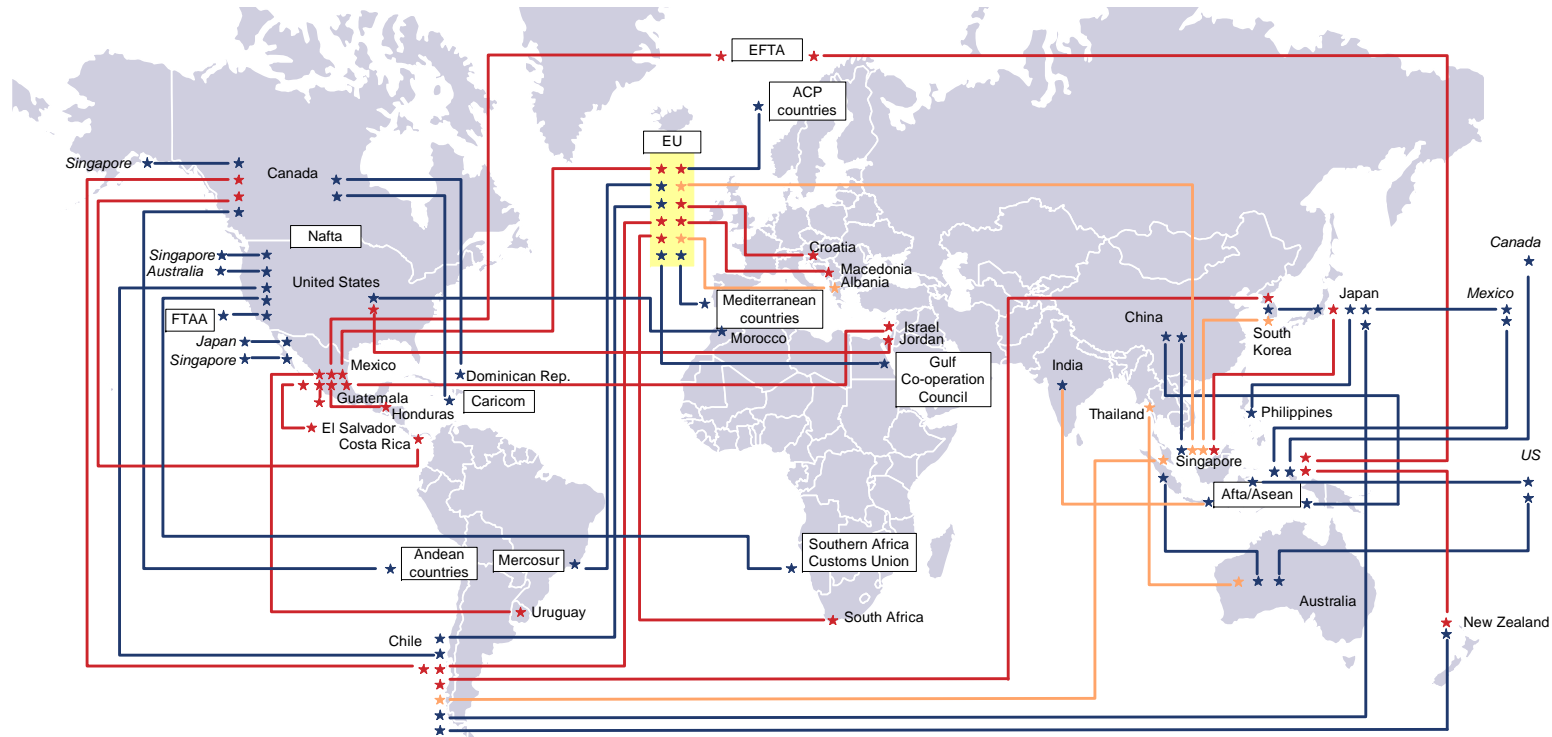 EFTA
ACP
countries
EU
Singapore
Canada
Nafta
Singapore
Australia
United States
FTAA
Japan
Singapore
Mexico
Dominican Rep.
Guatemala
Caricom
Honduras
El Salvador
Costa Rica
Croatia
Macedonia
Albania
Mediterranean
countries
Morocco
Israel
Jordan
Gulf
Co-operation
Council
Canada
Japan
Mexico
China
South
Korea
India
Thailand
Philippines
Singapore
US
Afta/Asean
Andean
countries
Mercosur
Southern Africa
Customs Union
Uruguay
South Africa
Australia
Chile
New Zealand